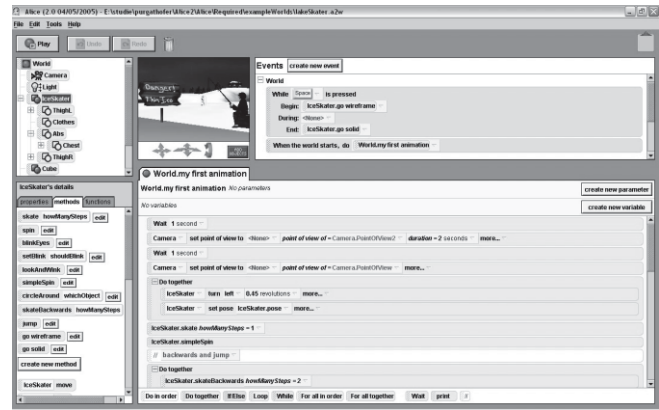 Alice (2.0 04/05/2005) - E:\studie\purgathofer\Alice2\Alice\Required\exampleWorlds\lakeSkater.a2w
File Edit Tools Help
Play Undo Redo
World
Camera
Light
IceSkater
ThighL
Clothes
Abs
Chest
ThighR
Cube
Danger!
Thin Ice
Events create new event
World
While Space is pressed
Begin: IceSkater.go wireframe
During: <None>
End: IceSkater.go solid
When the world starts, do World.my first animation
IceSkater's details
properties methods functions
skate howManySteps edit
spin edit
blinkEyes edit
setBlink shouldBlink edit
lookAndWink edit
simpleSpin edit
circleAround whichObject edit
skateBackwards howManySteps
jump edit
go wireframe edit
go solid edit
create new method
IceSkater move
World.my first animation
World.my first animation No parameters create new parameter
No variables create new variable
Wait 1 second
Camera set point of view to <None> point of view of = Camera.PointOfView2 duration = 2 seconds more...
Wait 1 second
Camera set point of view to <None> point of view of = Camera.PointOfView more...
Do together
IceSkater turn left 0.45 revolutions more...
IceSkater set pose IceSkater.pose more...
IceSkater.skate howManySteps = 1
IceSkater.simpleSpin
// backwards and jump
Do together
IceSkater.skateBackwards howManySteps = 2
Do in order Do together If/Else Loop While For all in order For all together Wait print //